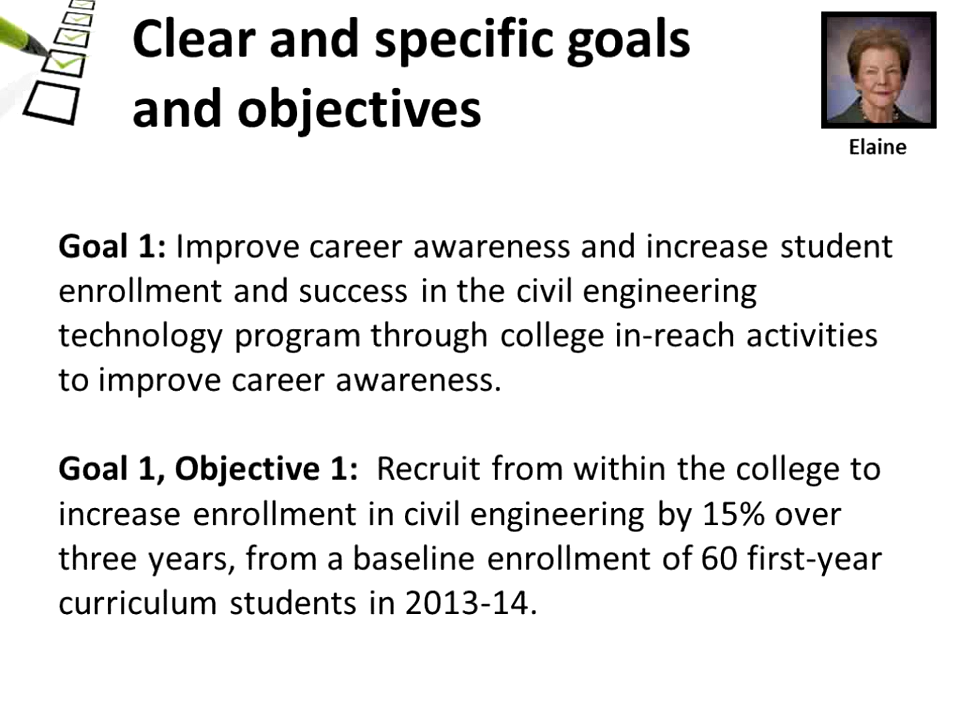 Clear and specific goals
and objectives
Elaine
Goal 1: Improve career awareness and increase student
enrollment and success in the civil engineering
technology program through college in-reach activities
to improve career awareness.
Goal 1, Objective 1:  Recruit from within the college to
increase enrollment in civil engineering by 15% over
three years, from a baseline enrollment of 60 first-year
curriculum students in 2013-14.